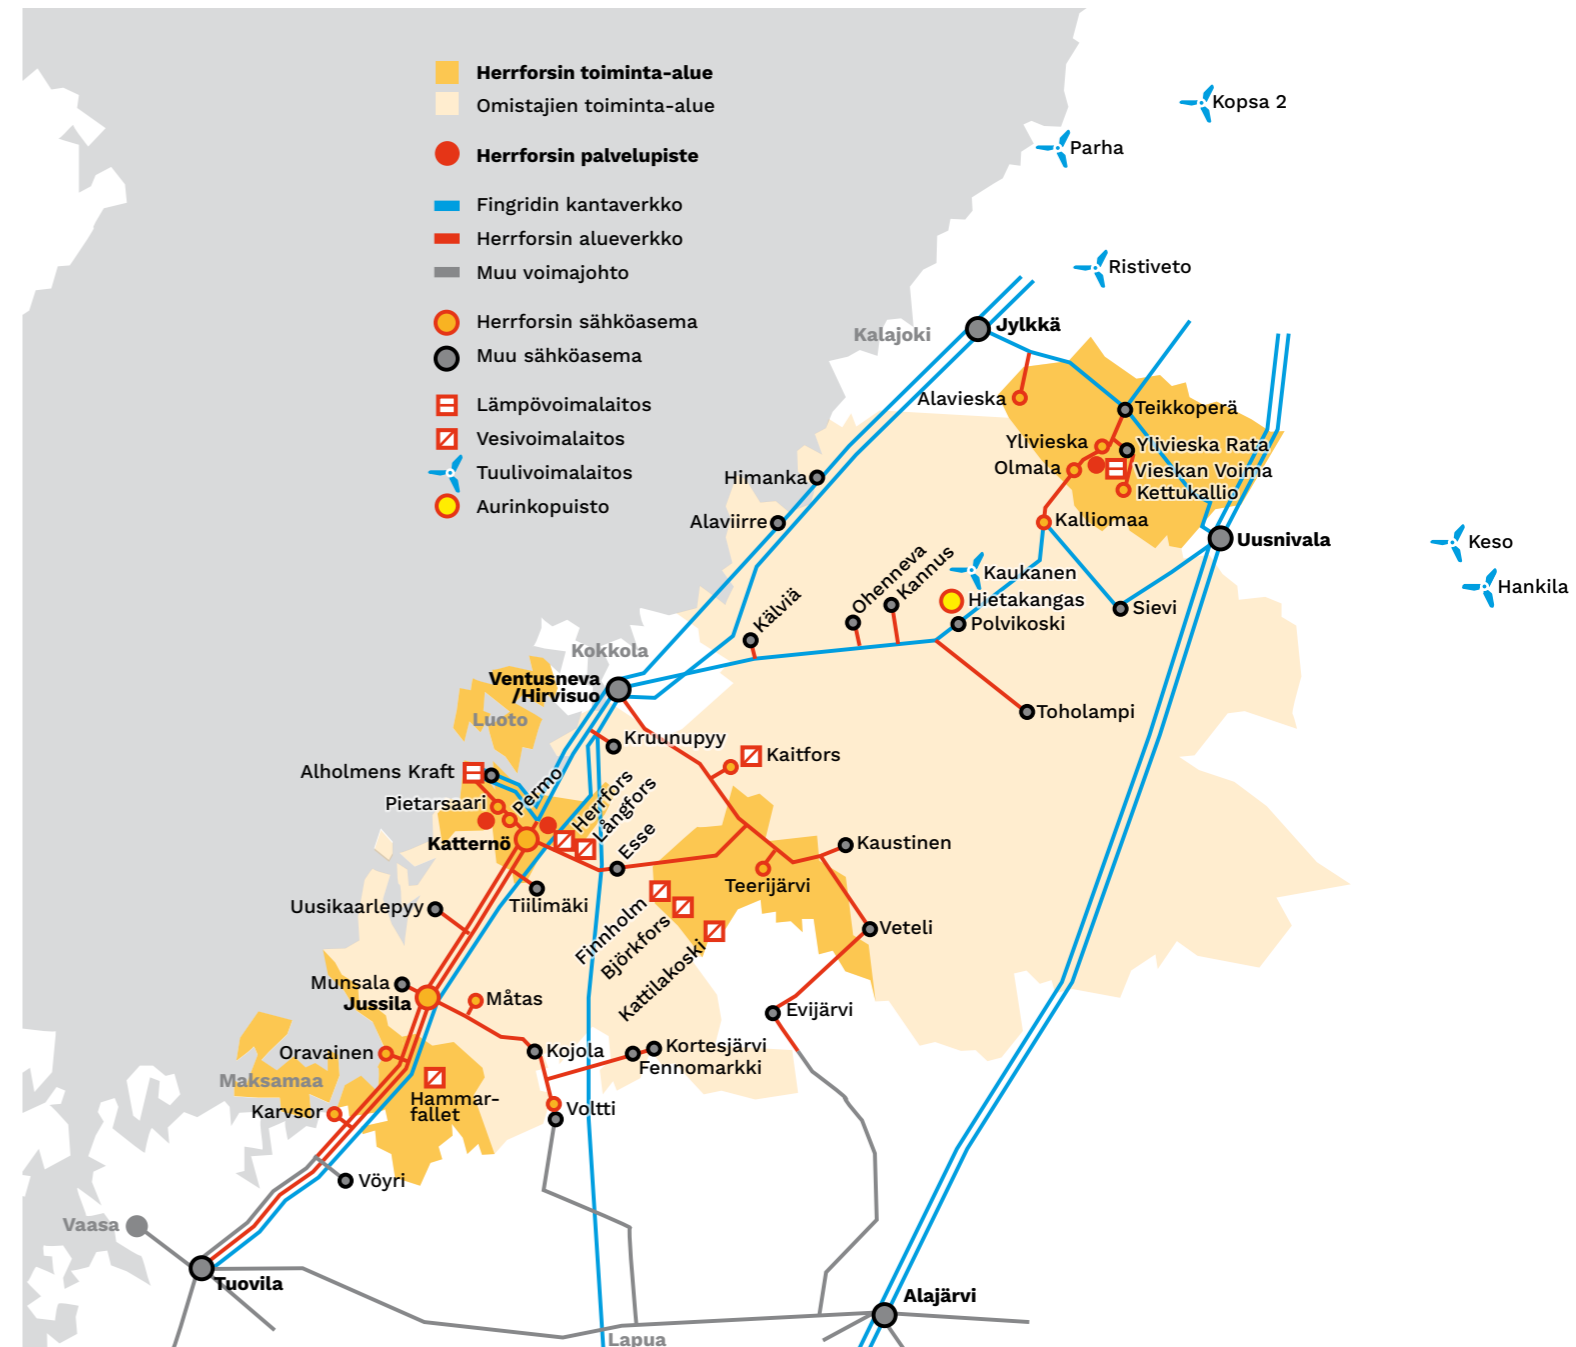 Herrforsin toiminta-alue
Omistajien toiminta-alue
Herrforsin palvelupiste
Fingridin kantaverkko
Herrforsin alueverkko
Muu voimajohto
Herrforsin sähköasema
Muu sähköasema
Lämpövoimalaitos
Vesivoimalaitos
Tuulivoimalaitos
Aurinkopuisto
Kopsa 2
Parha
Ristiveto
Kalajoki
Jylkkä
Alavieska
Teikkoperä
Ylivieska
Ylivieska Rata
Olmala
Vieskan Voima
Kettukallio
Himanka
Alaviirre
Kalliomaa
Uusnivala
Keso
Hankila
Ohenneva
Kannus
Kaukanen
Hietakangas
Polvikoski
Sievi
Kälviä
Kokkola
Ventusneva
/Hirvisuo
Luoto
Toholampi
Kruunupyy
Kaitfors
Alholmens Kraft
Pietarsaari
Permo
Herrfors
Långfors
Katternö
Esse
Kaustinen
Teerijärvi
Tiilimäki
Uusikaarlepyy
Finnholm
Björkfors
Kattilakoski
Veteli
Munsala
Jussila
Måtas
Evijärvi
Oravainen
Kojola
Kortesjärvi
Fennomarkki
Maksamaa
Hammar-
fallet
Karvsor
Voltti
Vöyri
Vaasa
Tuovila
Alajärvi
Lapua